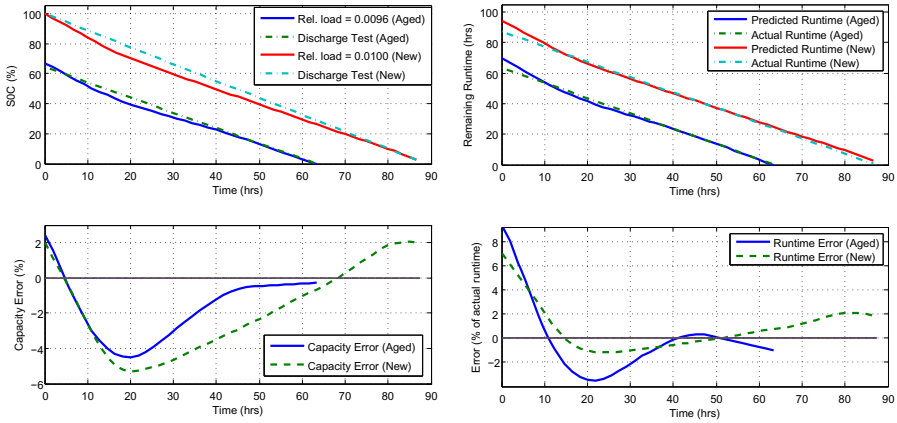 100
80
60
40
20
0
S0C (%)
0 10 20 30 40 50 60 70 80 90
Time (hrs)
Rel. load = 0.0096 (Aged)
Discharge Test (Aged)
Rel. load = 0.0100 (New)
Discharge Test (New)
100
80
60
40
20
0
Remaining Runtime (hrs)
0 10 20 30 40 50 60 70 80 90
Time (hrs)
Predicted Runtime (Aged)
Actual Runtime (Aged)
Predicted Runtime (New)
Actual Runtime (New)
2
0
−2
−4
−6
Capacity Error (%)
0 10 20 30 40 50 60 70 80 90
Time (hrs)
Capacity Error (Aged)
Capacity Error (New)
8
6
4
2
0
−2
Error (% of actual runtime)
0 10 20 30 40 50 60 70 80 90
Time (hrs)
Runtime Error (Aged)
Runtime Error (New)